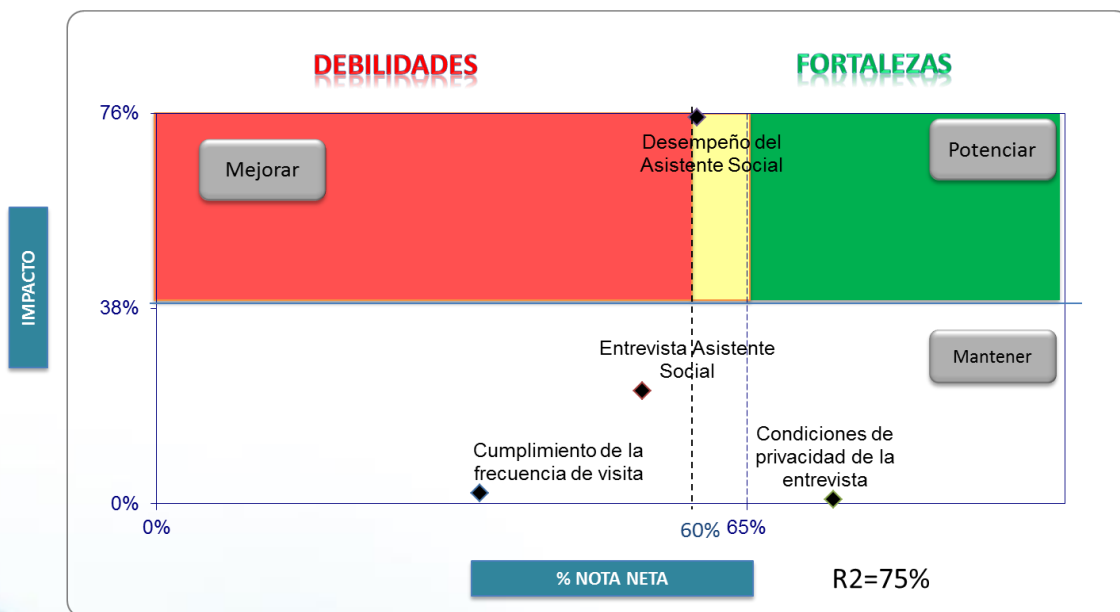 DEBILIDADES
FORTALEZAS
76%
Desempeño del
Asistente Social
Mejorar
Potenciar
IMPACTO
38%
Entrevista Asistente
Social
Mantener
Cumplimiento de la
frecuencia de visita
Condiciones de
privacidad de la
entrevista
0%
0%
60%
65%
% NOTA NETA
R2=75%